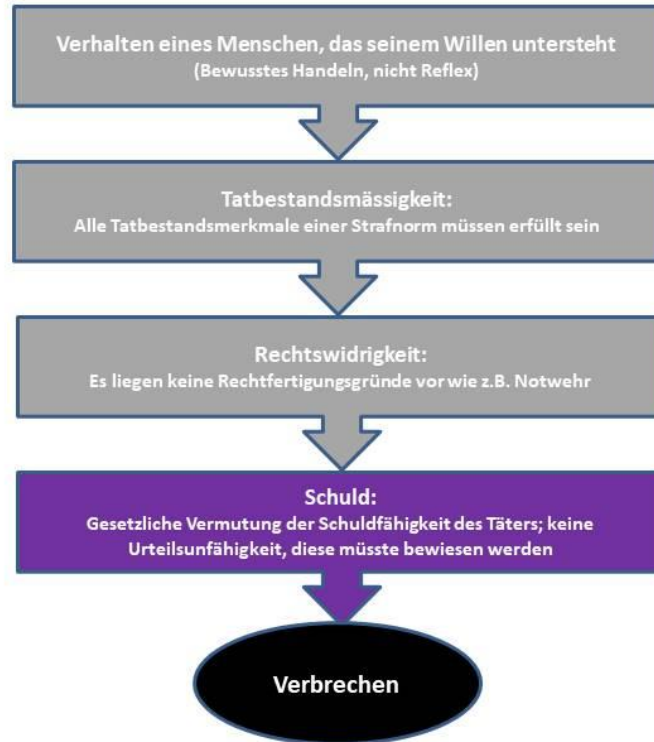 Verhalten eines Menschen, das seinem Willen untersteht
(Bewusstes Handeln, nicht Reflex)
Tatbestandsmässigkeit:
Alle Tatbestandsmerkmale einer Strafnorm müssen erfüllt sein
Rechtswidrigkeit:
Es liegen keine Rechtfertigungsgründe vor wie z.B. Notwehr
Schuld:
Gesetzliche Vermutung der Schuldfähigkeit des Täters; keine
Urteilsunfähigkeit, diese müsste bewiesen werden
Verbrechen